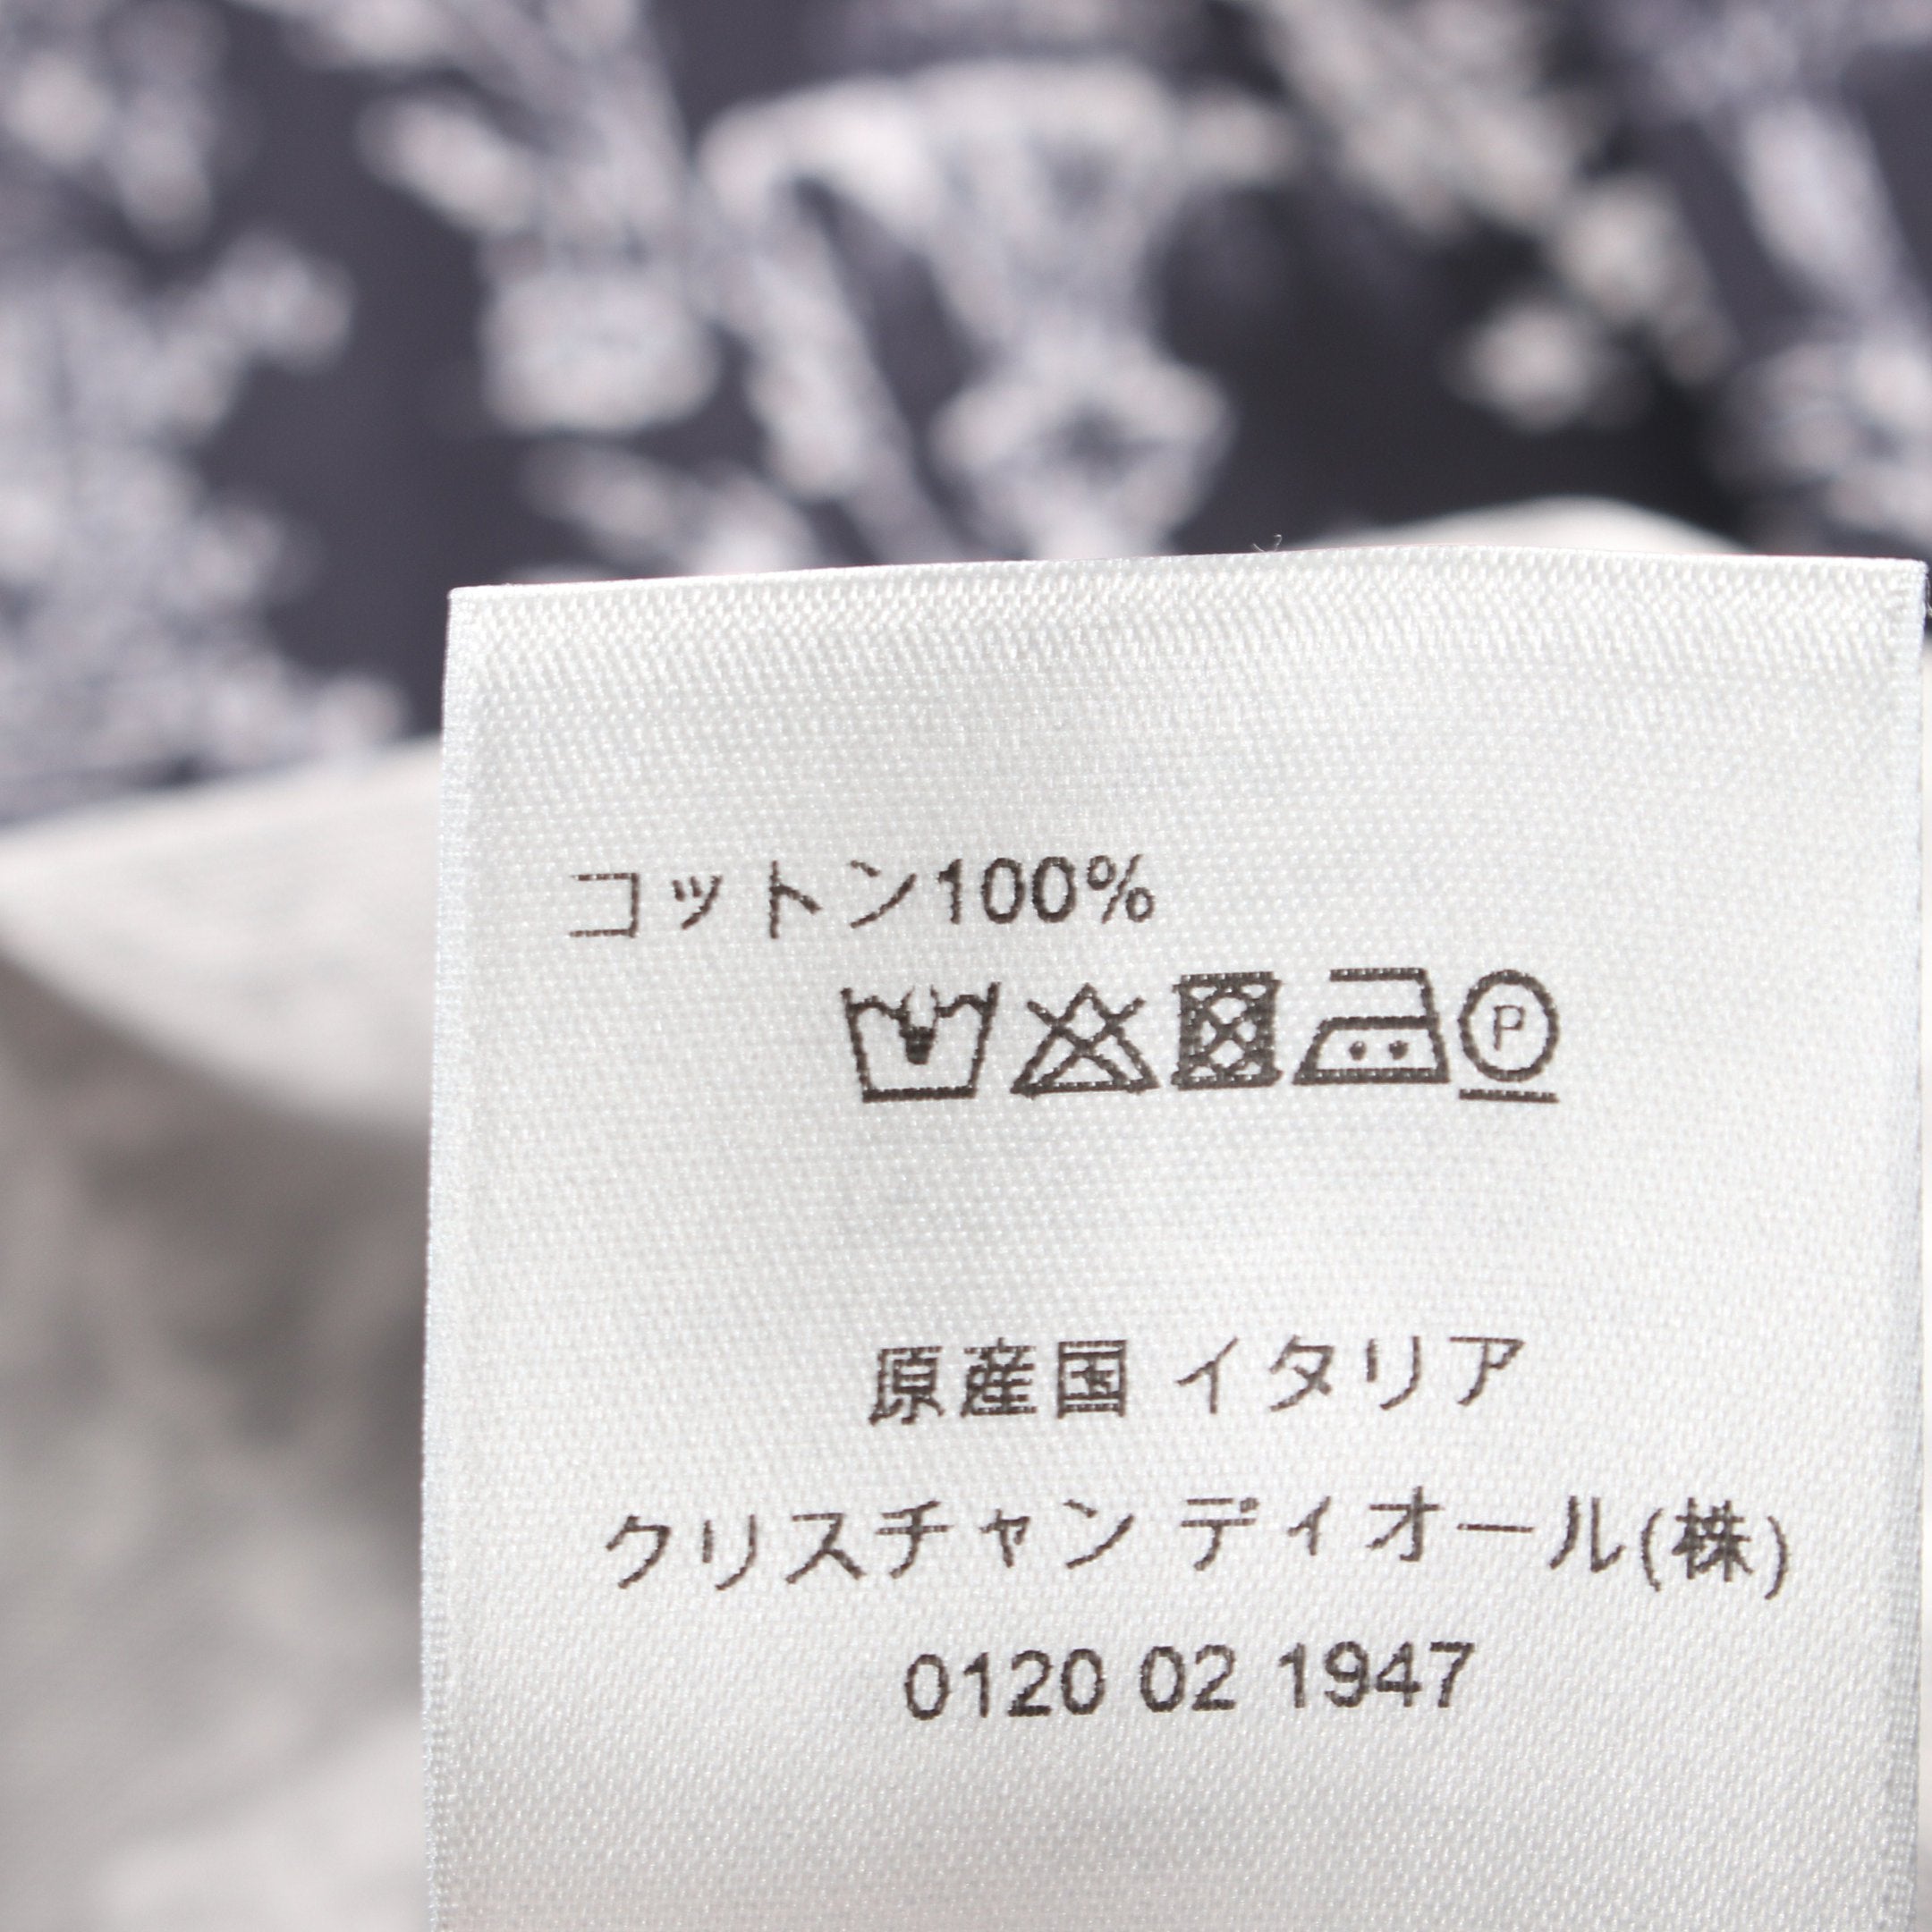 コットン100%
P
原産国 イタリア
クリスチャン ディオール(株)
0120 02 1947